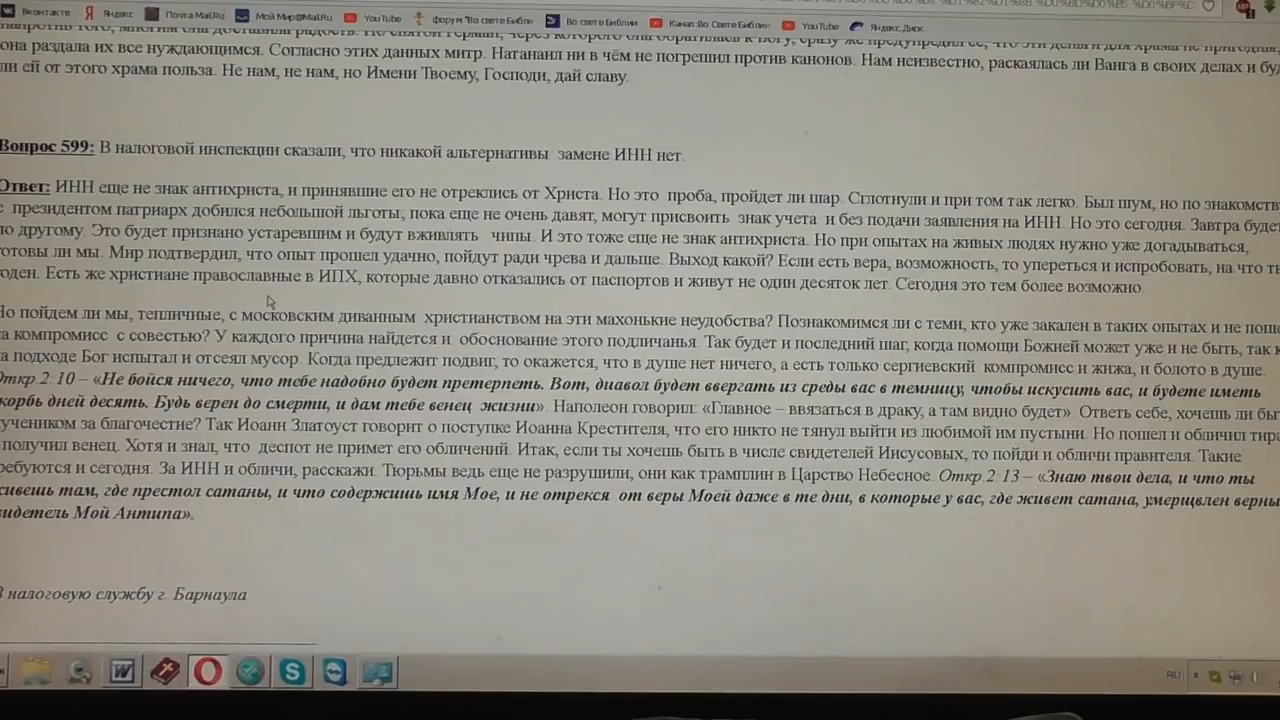 Вконтакте Яндекс Почта Mail.Ru Мой Мир@Mail.Ru YouTube форум "Во свете Библи Во свете Библии Канал: Во Свете Библии YouTube Яндекс.Диск
она раздала их все нуждающимся. Согласно этих данных митр. Натанаил ни в чём не погрешил против канонов. Нам неизвестно, раскаялась ли Ванга в своих делах и буд
ли ей от этого храма польза. Не нам, не нам, но Имени Твоему, Господи, дай славу.
Вопрос 599: В налоговой инспекции сказали, что никакой альтернативы замене ИНН нет.
Ответ: ИНН еще не знак антихриста, и принявшие его не отреклись от Христа. Но это проба, пройдет ли шар. Сглотнули и при том так легко. Был шум, но по знакомств
с президентом патриарх добился небольшой льготы, пока еще не очень давят, могут присвоить знак учета и без подачи заявления на ИНН. Но это сегодня. Завтра будет
по другому. Это будет признано устаревшим и будут вживлять чипы. И это тоже еще не знак антихриста. Но при опытах на живых людях нужно уже догадываться,
готовы ли мы. Мир подтвердил, что опыт прошел удачно, пойдут ради чрева и дальше. Выход какой? Если есть вера, возможность, то упереться и испробовать, на что ты
годен. Есть же христиане православные в ИПХ, которые давно отказались от паспортов и живут не один десяток лет. Сегодня это тем более возможно.
Но пойдем ли мы, тепличные, с московским диванным христианством на эти махонькие неудобства? Познакомимся ли с теми, кто уже закален в таких опытах и не поше
на компромисс с совестью? У каждого причина найдется и обоснование этого подличанья. Так будет и последний шаг, когда помощи Божией может уже и не быть, так к
на подходе Бог испытал и отсеял мусор. Когда предлежит подвиг, то окажется, что в душе нет ничего, а есть только сергиевский компромисс и жижа, и болото в душе.
Откр.2:10 – «Не бойся ничего, что тебе надобно будет претерпеть. Вот, диавол будет ввергать из среды вас в темницу, чтобы искусить вас, и будете иметь
скорбь дней десять. Будь верен до смерти, и дам тебе венец жизни». Наполеон говорил: «Главное – ввязаться в драку, а там видно будет». Ответь себе, хочешь ли быт
мучеником за благочестие? Так Иоанн Златоуст говорит о поступке Иоанна Крестителя, что его никто не тянул выйти из любимой им пустыни. Но пошел и обличил тира
и получил венец. Хотя и знал, что деспот не примет его обличений. Итак, если ты хочешь быть в числе свидетелей Иисусовых, то пойди и обличи правителя. Такие
требуются и сегодня. За ИНН и обличи, расскажи. Тюрьмы ведь еще не разрушили, они как трамплин в Царство Небесное. Откр.2:13 – «Знаю твои дела, и что ты
живешь там, где престол сатаны, и что содержишь имя Мое, и не отрекся от веры Моей даже в те дни, в которые у вас, где живет сатана, умерщвлен верны
свидетель Мой Антипа».
В налоговую службу г. Барнаула
RU